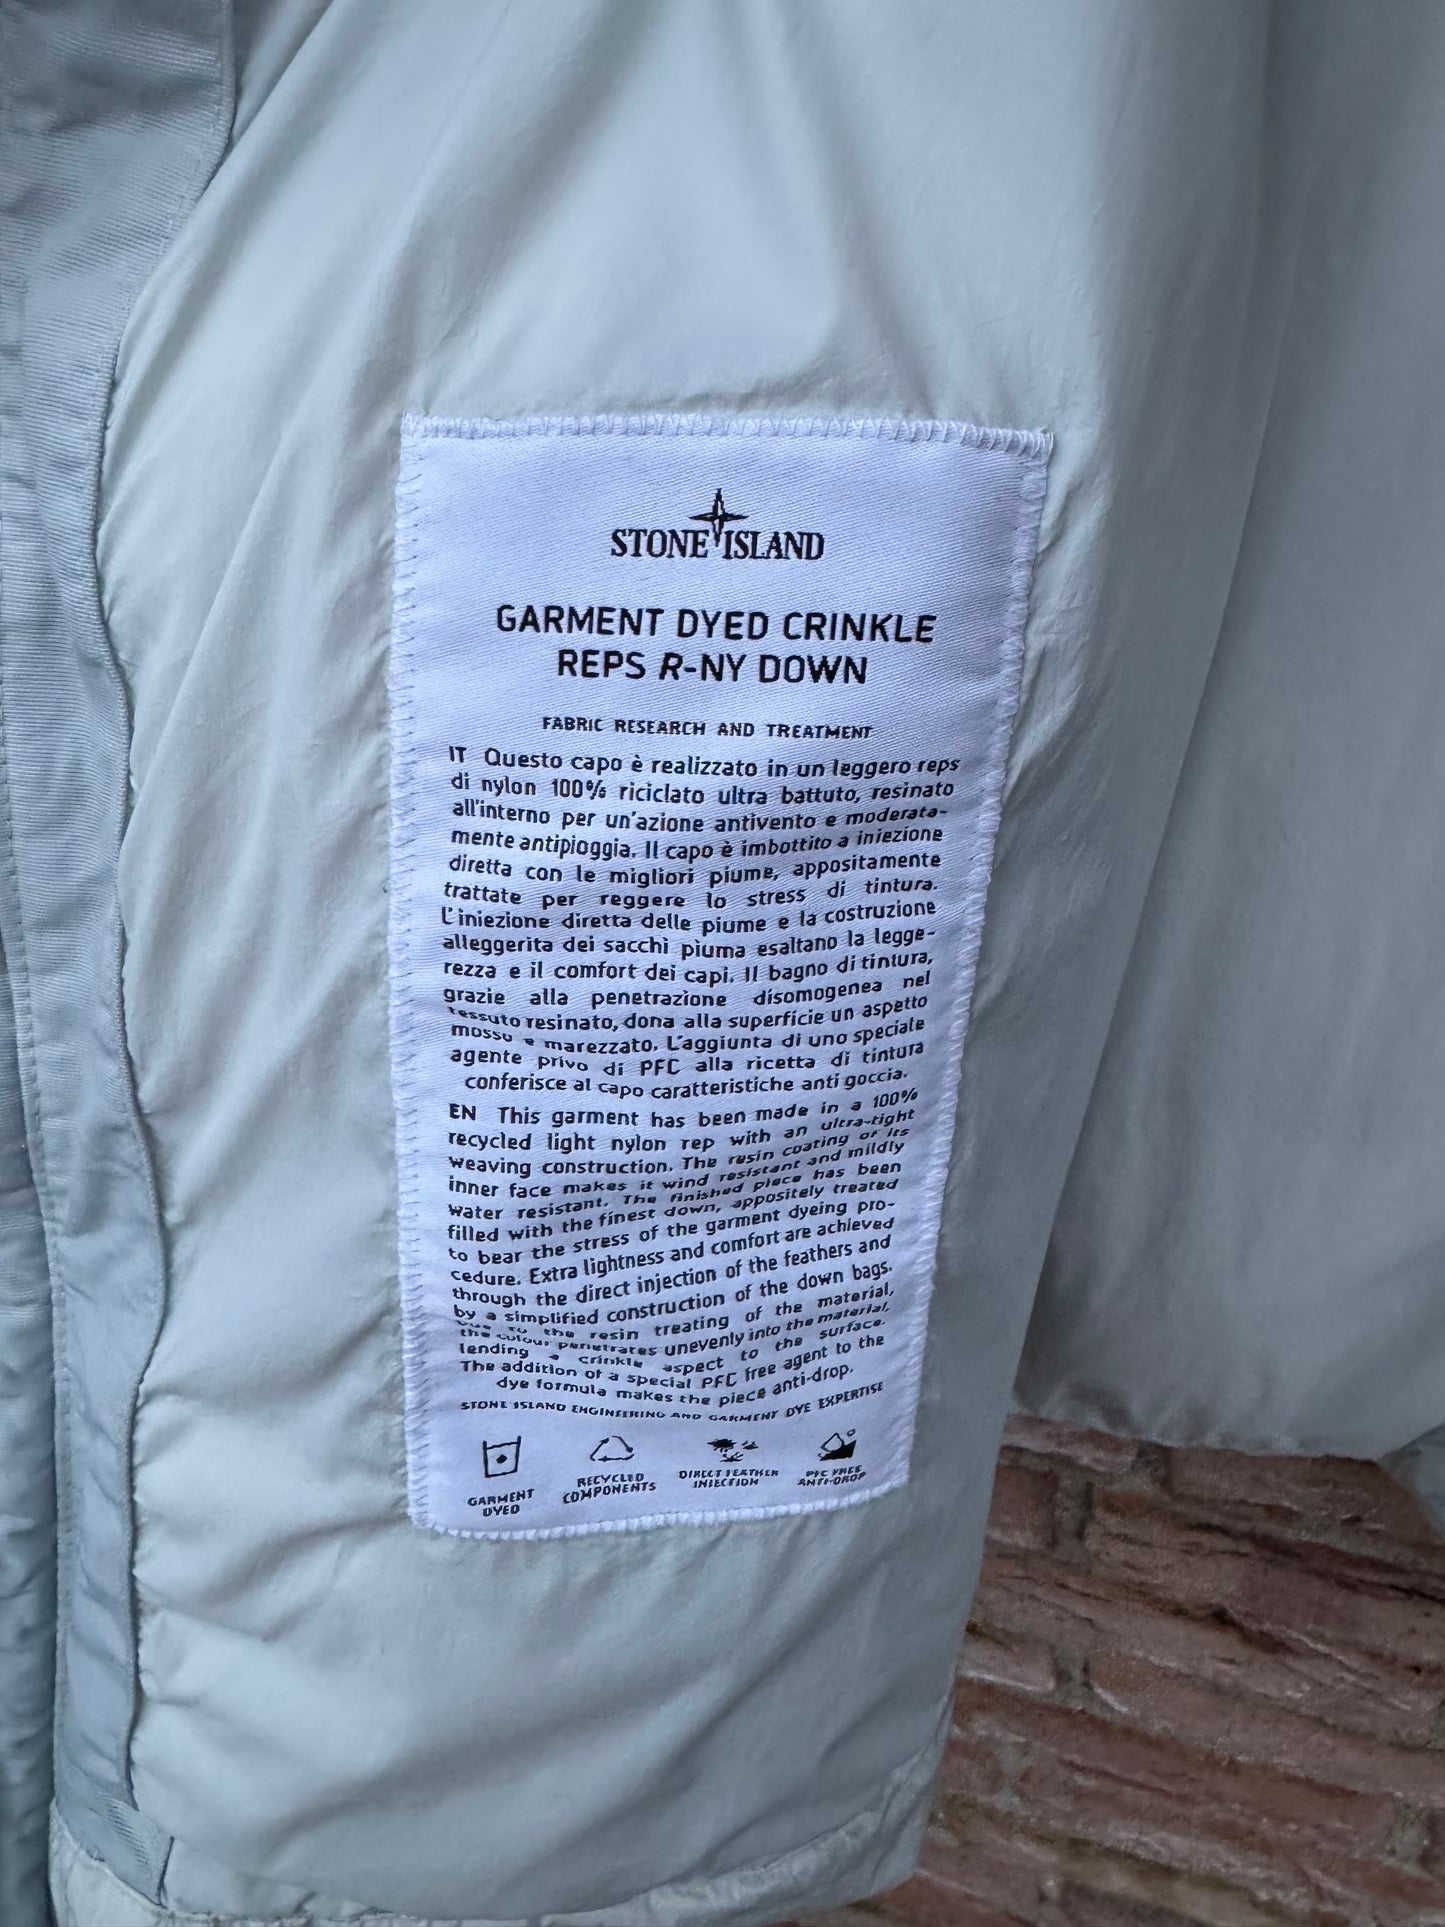 STONE ISLAND
GARMENT DYED CRINKLE
REPS R-NY DOWN
FABRIC RESEARCH AND TREATMENT
IT Questo capo è realizzato in un leggero reps
di nylon 100% riciclato ultra battuto, resinato
all'interno per un'azione antivento e moderata-
mente antipioggia. Il capo è imbottito a iniezione
diretta con le migliori piume, appositamente
trattate per reggere lo stress di tintura.
L'iniezione diretta delle piume e la costruzione
alleggerita dei sacchi piuma esaltano la legge-
rezza e il comfort dei capi. Il bagno di tintura,
grazie alla penetrazione disomogenea nel
tessuto resinato, dona alla superficie un aspetto
mosso e marezzato. L'aggiunta di uno speciale
agente privo di PFC alla ricetta di tintura
conferisce al capo caratteristiche anti goccia.
EN This garment has been made in a 100%
recycled light nylon rep with an ultra-tight
weaving construction. The resin coating of its
inner face makes it wind resistant and mildly
water resistant. The finished piece has been
filled with the finest down, appositely treated
to bear the stress of the garment dyeing pro-
cedure. Extra lightness and comfort are achieved
through the direct injection of the feathers and
by a simplified construction of the down bags.
Due to the resin treating of the material,
the colour penetrates unevenly into the material,
lending a crinkle aspect to the surface.
The addition of a special PFC free agent to the
dye formula makes the piece anti-drop.
STONE ISLAND ENGINEERING AND GARMENT DYE EXPERTISE
GARMENT
DYED
RECYCLED
COMPONENTS
DIRECT FEATHER
INJECTION
PFC FREE
ANTI-DROP